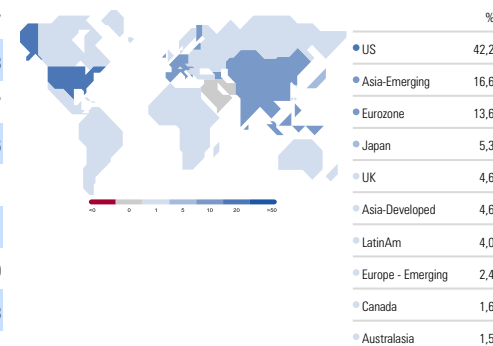 %
US 42,2
Asia-Emerging 16,6
Eurozone 13,6
Japan 5,3
UK 4,6
Asia-Developed 4,6
LatinAm 4,0
Europe - Emerging 2,4
Canada 1,6
Australasia 1,5
<0 0 1 5 10 20 >50